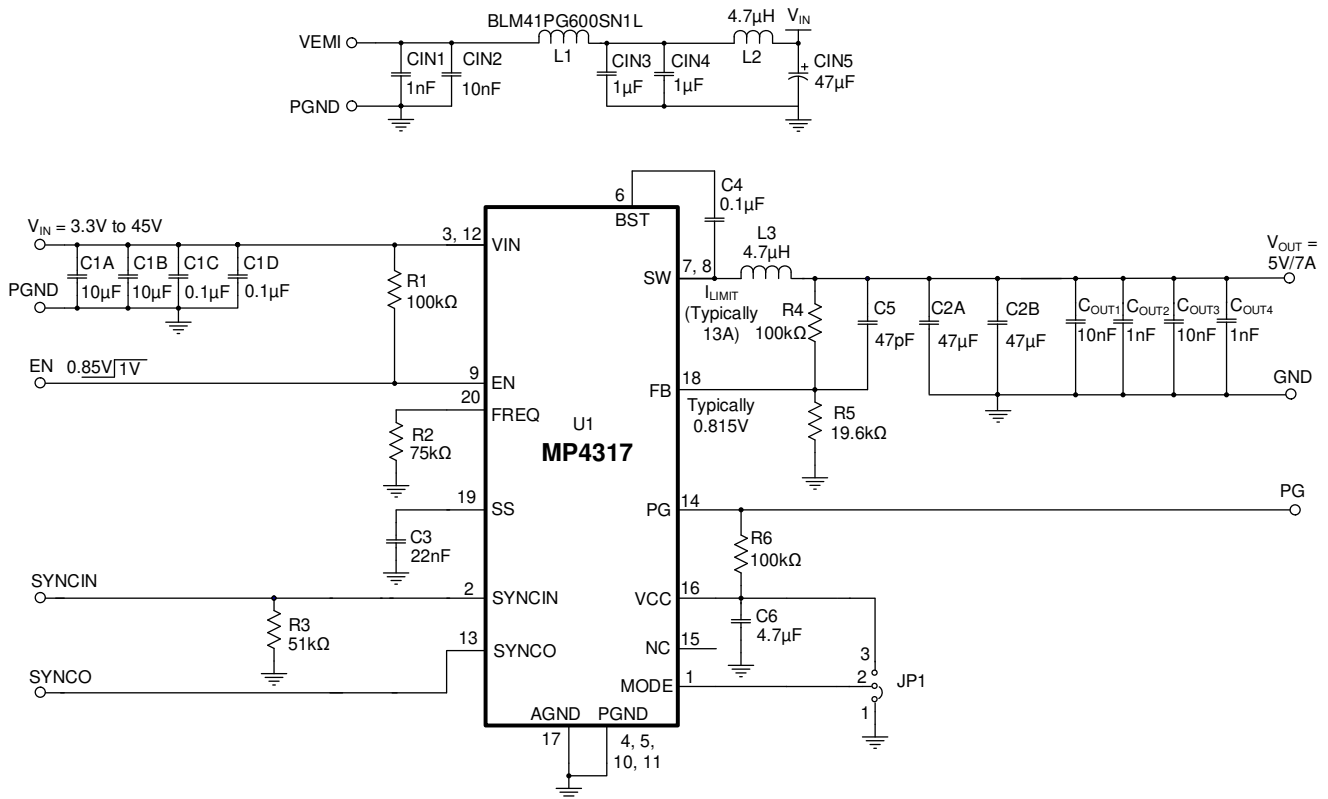 BLM41PG600SN1L
4.7µH
VIN
VEMI
L1
L2
CIN1
1nF
CIN2
10nF
CIN3
1µF
CIN4
1µF
+
CIN5
47µF
PGND
VIN = 3.3V to 45V
C1A
10µF
C1B
10µF
C1C
0.1µF
C1D
0.1µF
PGND
R1
100kΩ
EN
0.85V
1V
3, 12
VIN
9
EN
20
FREQ
R2
75kΩ
19
SS
C3
22nF
SYNCIN
2
SYNCIN
R3
51kΩ
13
SYNCO
SYNCO
U1
MP4317
6
BST
C4
0.1µF
SW
7, 8
L3
4.7µH
ILIMIT
(Typically
13A)
R4
100kΩ
C5
47pF
C2A
47µF
C2B
47µF
COUT1
10nF
COUT2
1nF
COUT3
10nF
COUT4
1nF
VOUT =
5V/7A
GND
FB
18
Typically
0.815V
R5
19.6kΩ
PG
14
PG
R6
100kΩ
VCC
16
C6
4.7µF
NC
15
MODE
1
3
2
1
JP1
AGND
PGND
17
4, 5,
10, 11